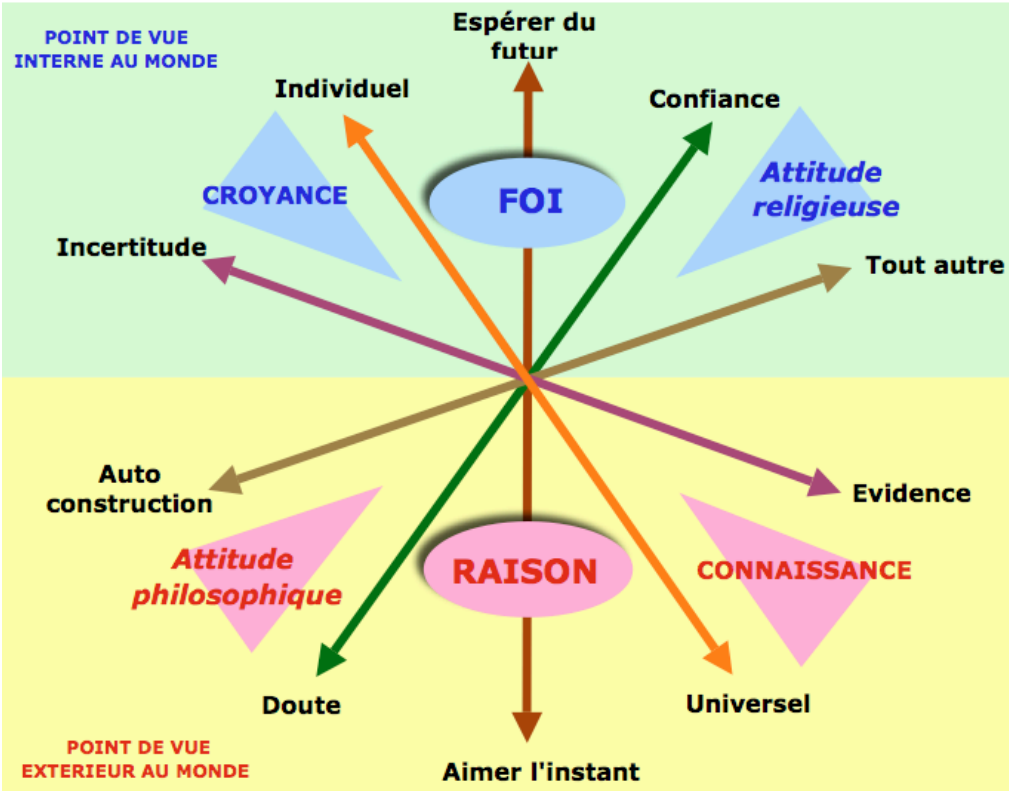 Espérer du
futur
POINT DE VUE
INTERNE AU MONDE
Individuel
Confiance
CROYANCE
FOI
Attitude
religieuse
Incertitude
Tout autre
Auto
construction
Evidence
Attitude
philosophique
RAISON
CONNAISSANCE
Doute
Universel
POINT DE VUE
EXTERIEUR AU MONDE
Aimer l'instant